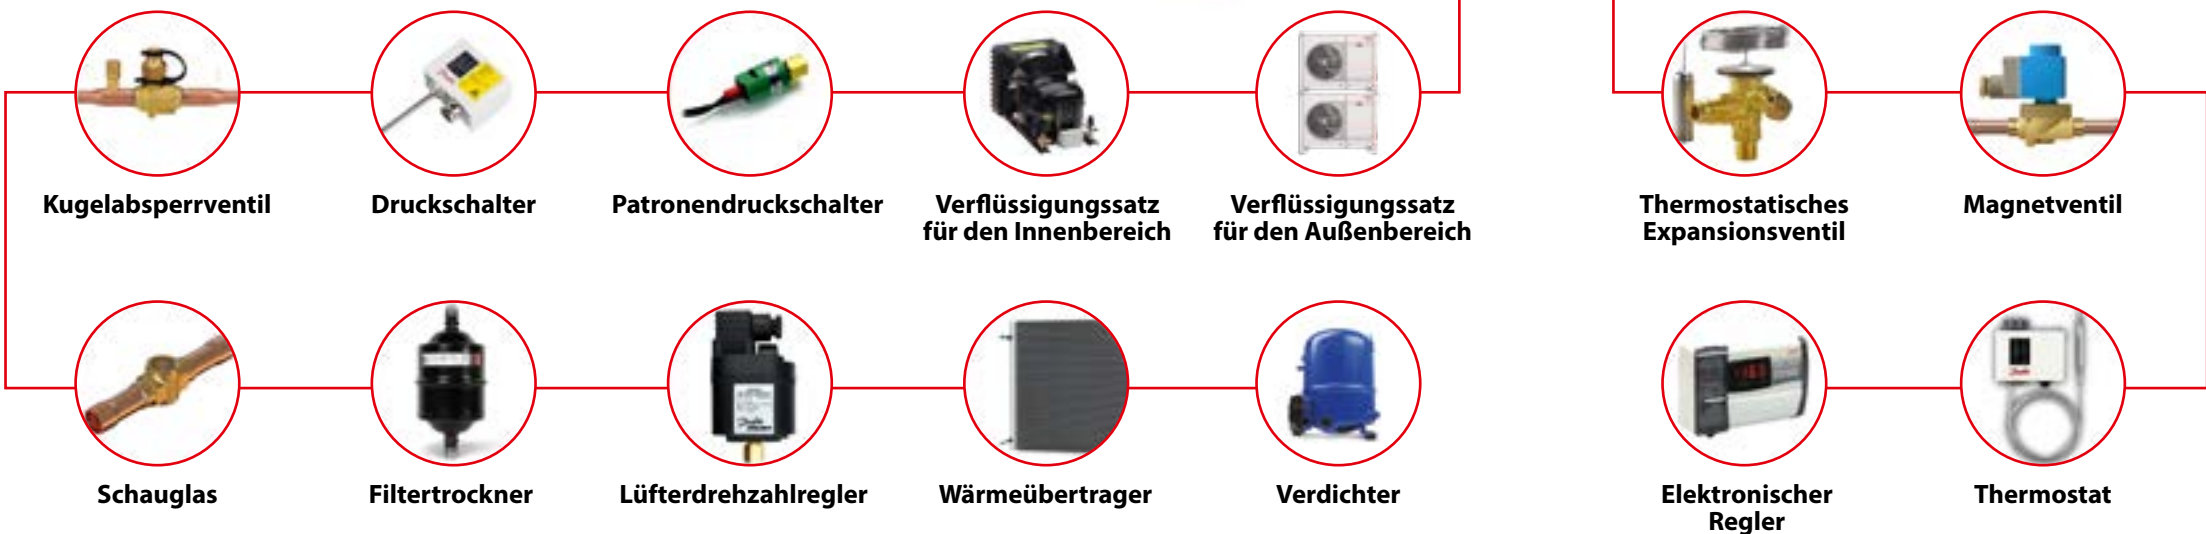 Kugelabsperrventil
Druckschalter
Patronendruckschalter
Verflüssigungssatz
für den Innenbereich
Verflüssigungssatz
für den Außenbereich
Thermostatisches
Expansionsventil
Magnetventil
Schauglas
Filtertrockner
Lüfterdrehzahlregler
Wärmeübertrager
Verdichter
Elektronischer
Regler
Thermostat